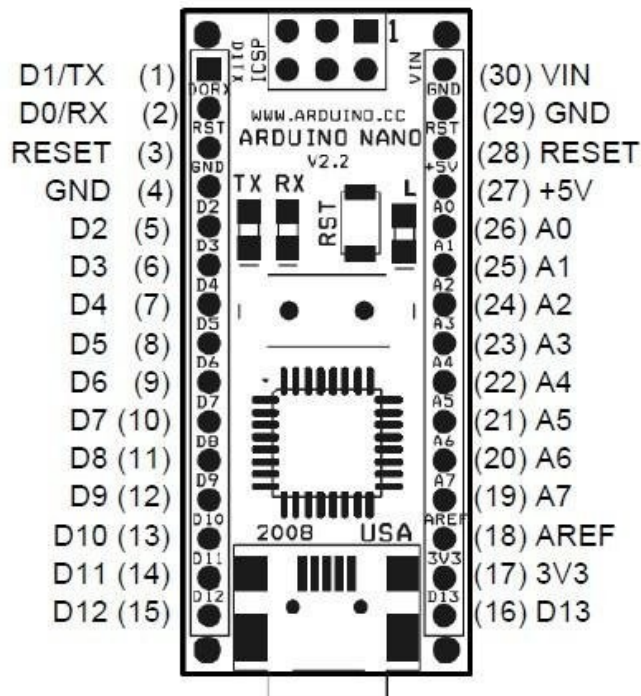 D1/TX (1)
D0/RX (2)
RESET (3)
GND (4)
D2 (5)
D3 (6)
D4 (7)
D5 (8)
D6 (9)
D7 (10)
D8 (11)
D9 (12)
D10 (13)
D11 (14)
D12 (15)
D1TX
DORX
RST
GND
D2
D3
D4
D5
D6
D7
D8
D9
D10
D11
D12
ICSP
1
WWW.ARDUINO.CC
ARDUINO NANO
V2.2
TX RX
RST
L
2008 USA
VIN
GND
RST
+5V
A0
A1
A2
A3
A4
A5
A6
A7
AREF
3V3
D13
(30) VIN
(29) GND
(28) RESET
(27) +5V
(26) A0
(25) A1
(24) A2
(23) A3
(22) A4
(21) A5
(20) A6
(19) A7
(18) AREF
(17) 3V3
(16) D13